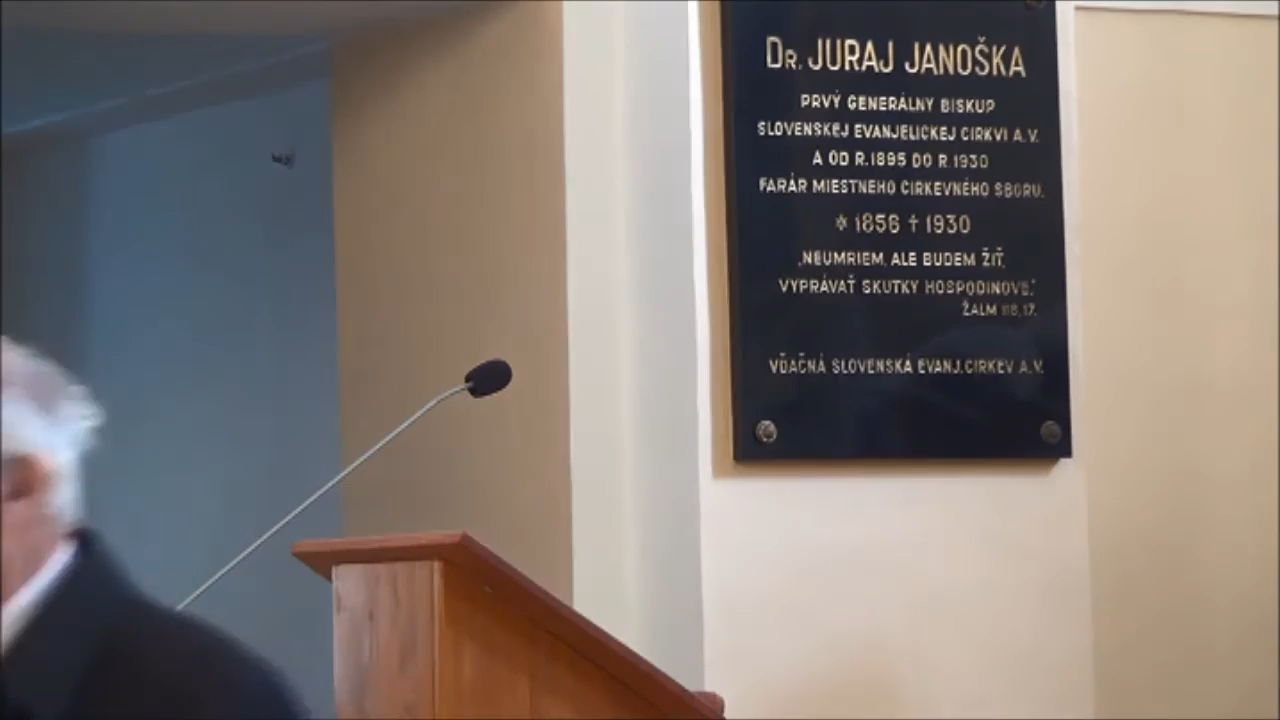 Dr. JURAJ JANOŠKA
PRVÝ GENERÁLNY BISKUP
SLOVENSKEJ EVANJELICKEJ CIRKVI A.V.
A OD R.1895 DO R.1930
FARÁR MIESTNEHO CIRKEVNÉHO SBORU.
* 1856 † 1930
„NEUMRIEM, ALE BUDEM ŽIŤ,
VYPRÁVAŤ SKUTKY HOSPODINOVE."
ŽALM 118,17.
VĎAČNÁ SLOVENSKÁ EVANJ.CIRKEV A.V.